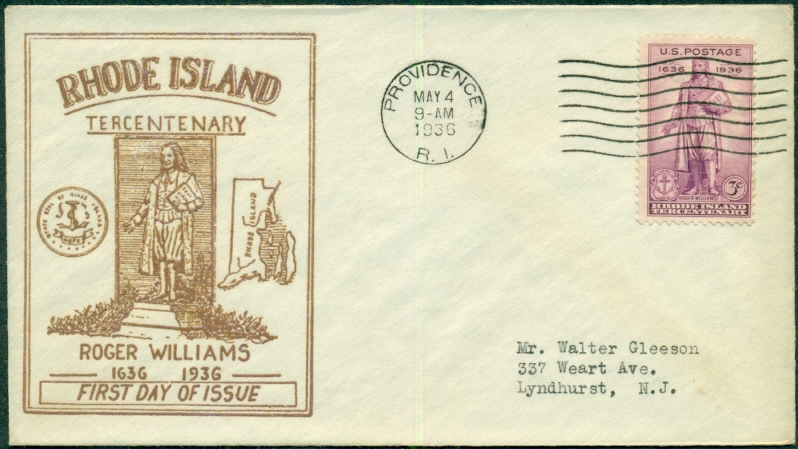 RHODE ISLAND
TERCENTENARY
RHODE ISLAND
HOPE
ROGER WILLIAMS
1636 1936
FIRST DAY OF ISSUE
PROVIDENCE
MAY 4
9-AM
1936
R. I.
U.S. POSTAGE
1636 1936
ROGER WILLIAMS
3¢
RHODE ISLAND
TERCENTENARY
Mr. Walter Gleeson
337 Weart Ave.
Lyndhurst, N.J.